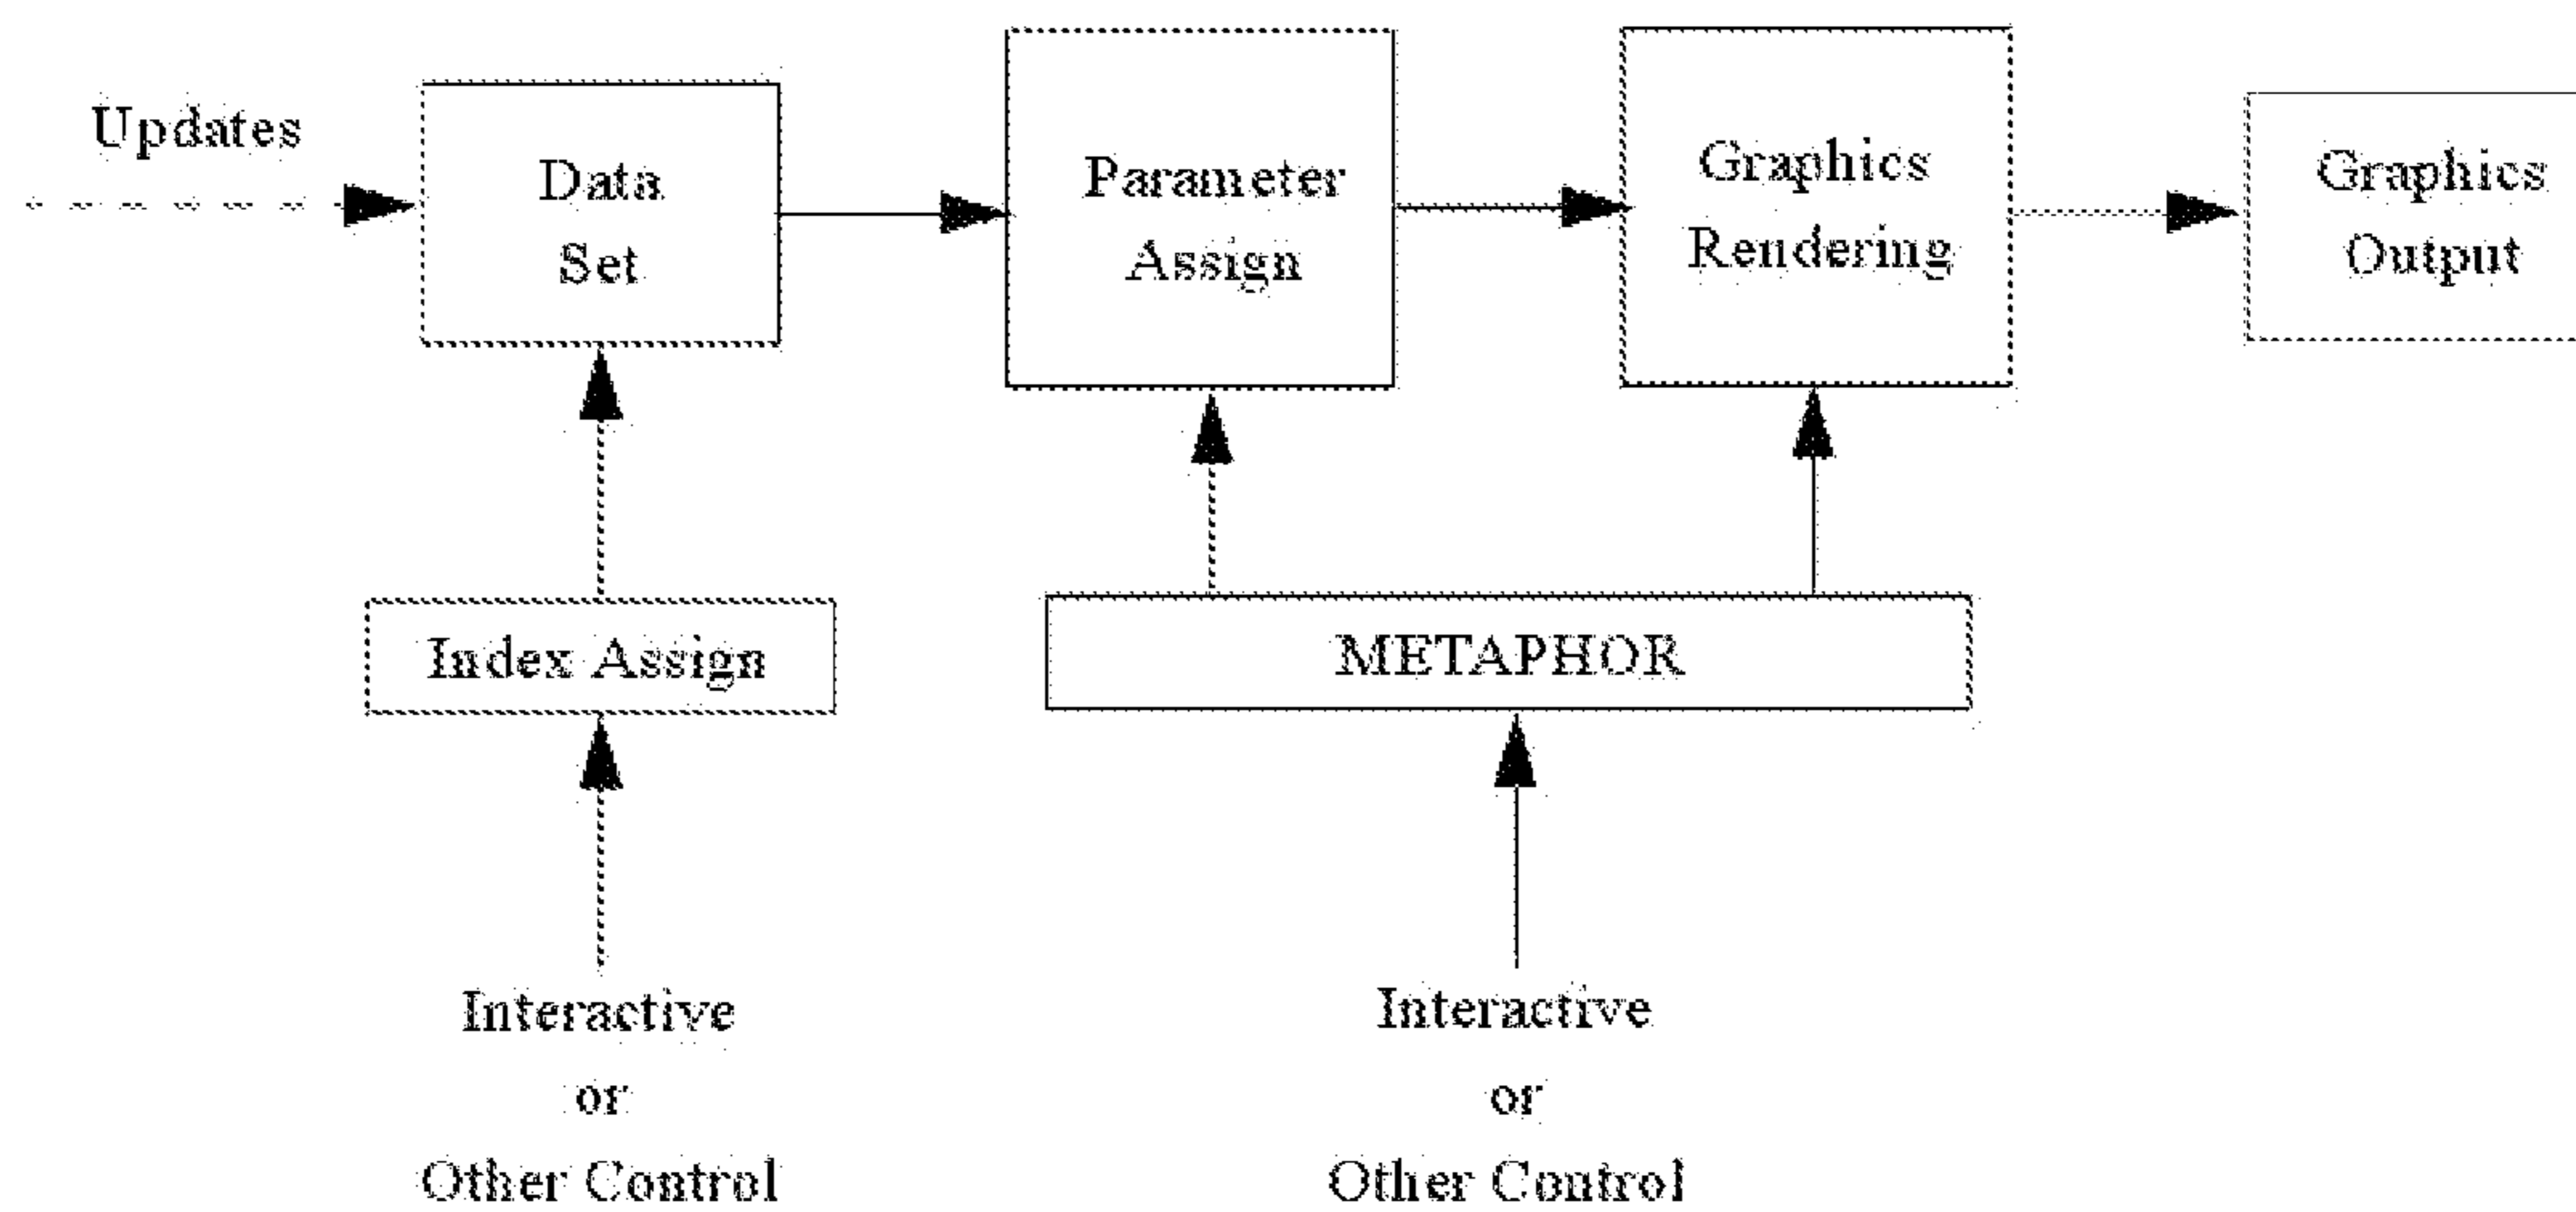 Updates
Data
Set
Parameter
Assign
Graphics
Rendering
Graphics
Output
Index Assign
METAPHOR
Interactive
or
Other Control
Interactive
or
Other Control